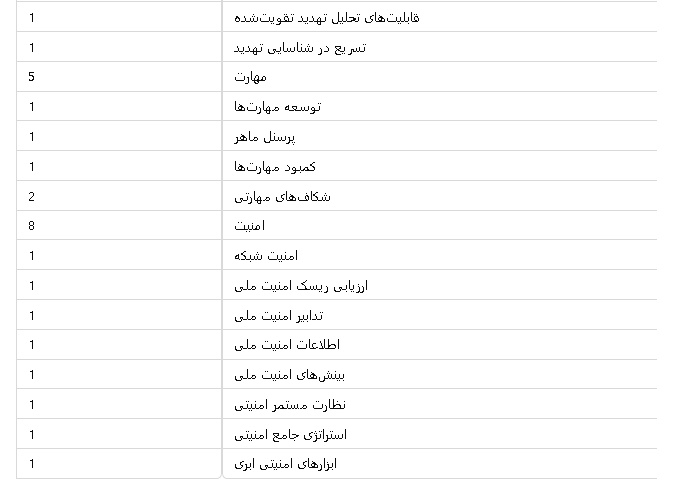 قابلیت‌های تحلیل تهدید تقویت‌شده 1
تسریع در شناسایی تهدید 1
مهارت 5
توسعه مهارت‌ها 1
پرسنل ماهر 1
کمبود مهارت‌ها 1
شکاف‌های مهارتی 2
امنیت 8
امنیت شبکه 1
ارزیابی ریسک امنیت ملی 1
تدابیر امنیت ملی 1
اطلاعات امنیت ملی 1
بینش‌های امنیت ملی 1
نظارت مستمر امنیتی 1
استراتژی جامع امنیتی 1
ابزارهای امنیتی ابری 1